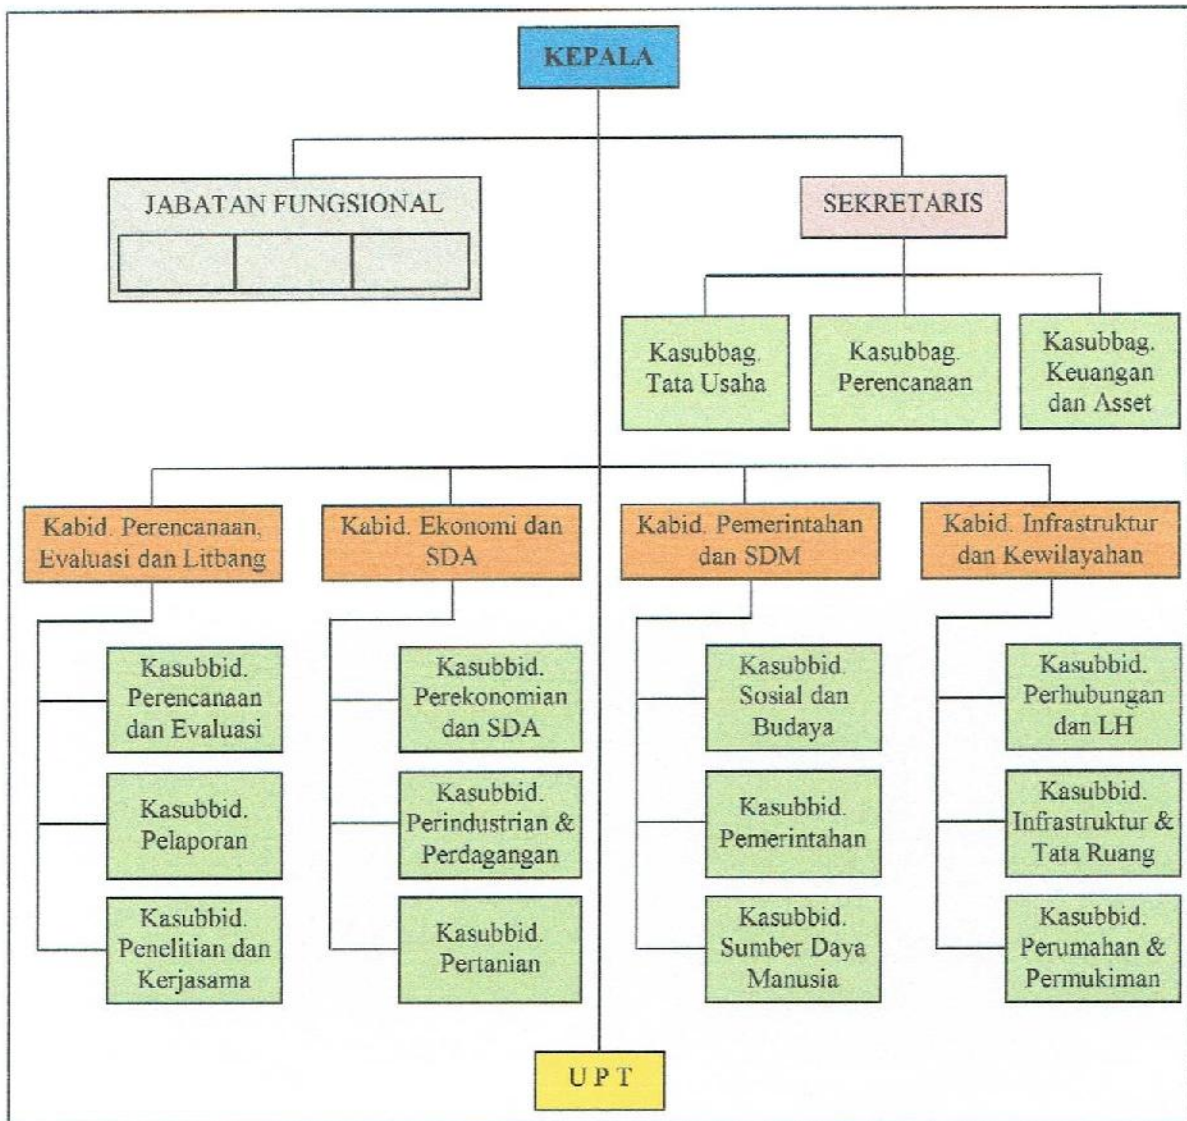 KEPALA
JABATAN FUNGSIONAL
SEKRETARIS
Kasubbag.
Tata Usaha
Kasubbag.
Perencanaan
Kasubbag.
Keuangan
dan Asset
Kabid. Perencanaan,
Evaluasi dan Litbang
Kabid. Ekonomi dan
SDA
Kabid. Pemerintahan
dan SDM
Kabid. Infrastruktur
dan Kewilayahan
Kasubbid.
Perencanaan
dan Evaluasi
Kasubbid.
Perekonomian
dan SDA
Kasubbid.
Sosial dan
Budaya
Kasubbid.
Perhubungan
dan LH
Kasubbid.
Pelaporan
Kasubbid.
Perindustrian &
Perdagangan
Kasubbid.
Pemerintahan
Kasubbid.
Infrastruktur &
Tata Ruang
Kasubbid.
Penelitian dan
Kerjasama
Kasubbid.
Pertanian
Kasubbid.
Sumber Daya
Manusia
Kasubbid.
Perumahan &
Permukiman
U P T